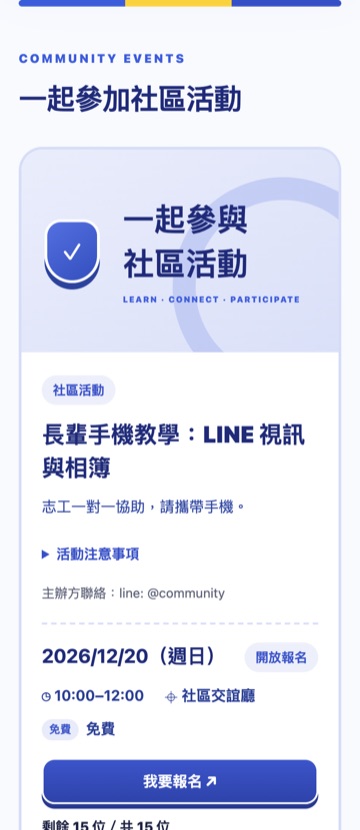 COMMUNITY EVENTS
一起參加社區活動
一起參與
社區活動
LEARN · CONNECT · PARTICIPATE
社區活動
長輩手機教學：LINE 視訊
與相簿
志工一對一協助，請攜帶手機。
▶ 活動注意事項
主辦方聯絡：line: @community
2026/12/20（週日） 開放報名
10:00–12:00 社區交誼廳
免費 免費
我要報名 ↗
剩餘 15 位 / 共 15 位